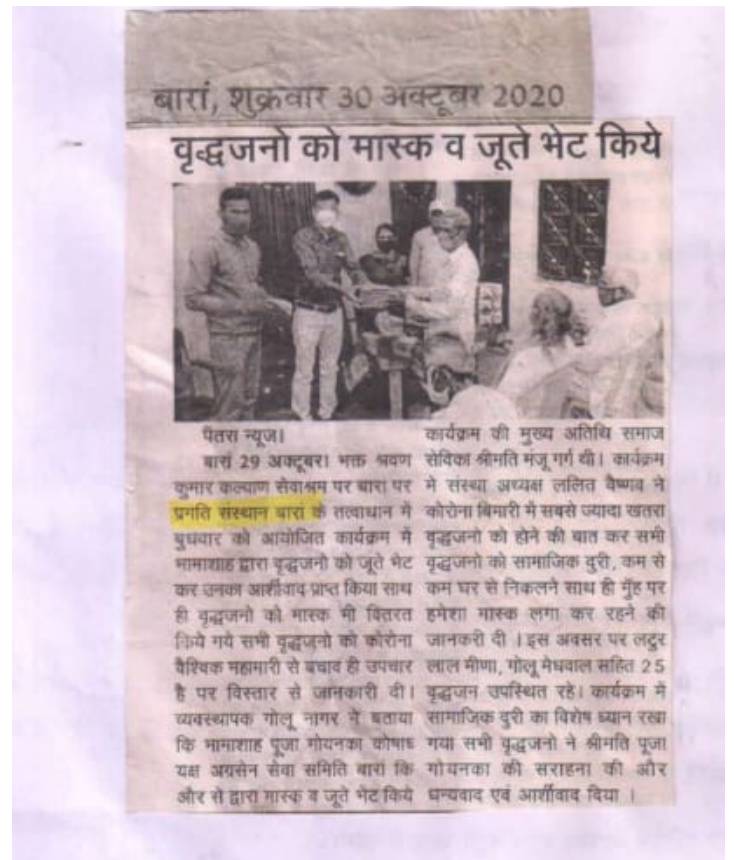 बारां, शुक्रवार 30 अक्टूबर 2020
वृद्धजनो को मास्क व जूते भेट किये
पेंतरा न्यूज।
बारां 29 अक्टूबर। भक्त श्रवण
कुमार कल्याण सेवाश्रम पर बारां पर
प्रगति संस्थान बारां के तत्वाधान में
बुधवार को आयोजित कार्यक्रम में
भामाशाह द्वारा वृद्धजनो को जूते भेट
कर उनका आर्शीवाद प्राप्त किया साथ
ही वृद्धजनो को मास्क भी वितरत
किये गये सभी वृद्धजनो को कोरोना
वैश्विक महामारी से बचाव ही उपचार
है पर विस्तार से जानकारी दी।
व्यवस्थापक गोलू नागर ने बताया
कि भामाशाह पूजा गोयनका कोषाध
यक्ष अग्रसेन सेवा समिति बारां कि
और से द्वारा मास्क व जूते भेट किये
कार्यक्रम की मुख्य अतिथि समाज
सेविका श्रीमति मंजू गर्ग थी। कार्यक्रम
में संस्था अध्यक्ष ललित वैष्णव ने
कोरोना बिमारी में सबसे ज्यादा खतरा
वृद्धजनो को होने की बात कर सभी
वृद्धजनो को सामाजिक दुरी, कम से
कम घर से निकलने साथ ही मुँह पर
हमेशा मास्क लगा कर रहने की
जानकरी दी । इस अवसर पर लटुर
लाल मीणा, गोलू मेघवाल सहित 25
वृद्धजन उपस्थित रहे। कार्यक्रम में
सामाजिक दुरी का विशेष ध्यान रखा
गया सभी वृद्धजनो ने श्रीमति पूजा
गोयनका की सराहना की और
धन्यवाद एवं आर्शीवाद दिया ।